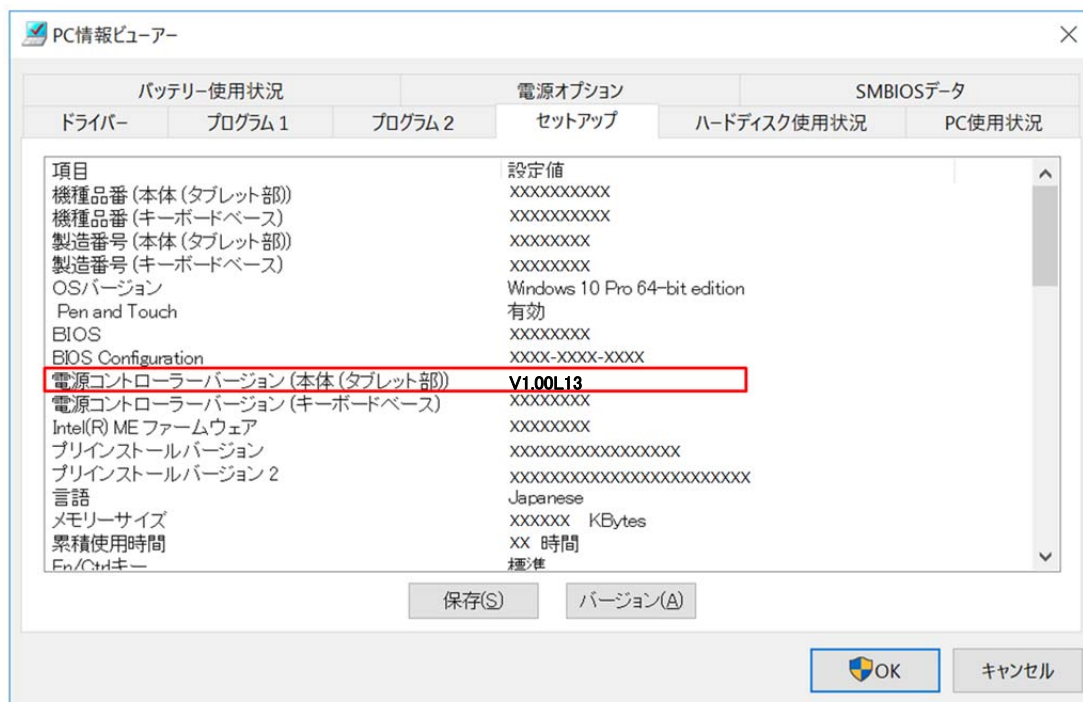 PC情報ビューアー
バッテリー使用状況 電源オプション SMBIOSデータ
ドライバー プログラム 1 プログラム 2 セットアップ ハードディスク使用状況 PC使用状況
項目 設定値
機種品番 (本体 (タブレット部)) XXXXXXXXXX
機種品番 (キーボードベース) XXXXXXXXXX
製造番号 (本体 (タブレット部)) XXXXXXXX
製造番号 (キーボードベース) XXXXXXXX
OSバージョン Windows 10 Pro 64-bit edition
Pen and Touch 有効
BIOS XXXXXXXX
BIOS Configuration XXXX-XXXX-XXXX
電源コントローラーバージョン (本体 (タブレット部)) V1.00L13
電源コントローラーバージョン (キーボードベース) XXXXXXXX
Intel(R) ME ファームウェア XXXXXXXX
プリインストールバージョン XXXXXXXXXXXXXXXXX
プリインストールバージョン 2 XXXXXXXXXXXXXXXXXXXXXXXX
言語 Japanese
メモリーサイズ XXXXXX KBytes
累積使用時間 XX 時間
Fn/Ctrlキー 標準
保存(S) バージョン(A)
OK キャンセル